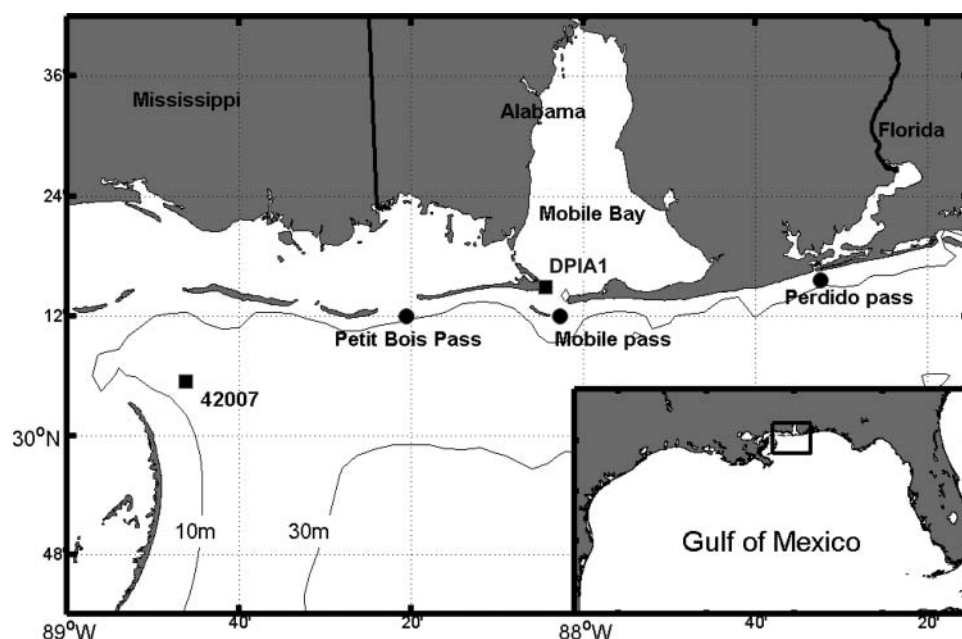 36'
Mississippi
Alabama
Florida
24'
Mobile Bay
DPIA1
Perdido pass
12'
Petit Bois Pass
Mobile pass
42007
30°N
10m
30m
48'
Gulf of Mexico
89°W
40'
20'
88°W
40'
20'